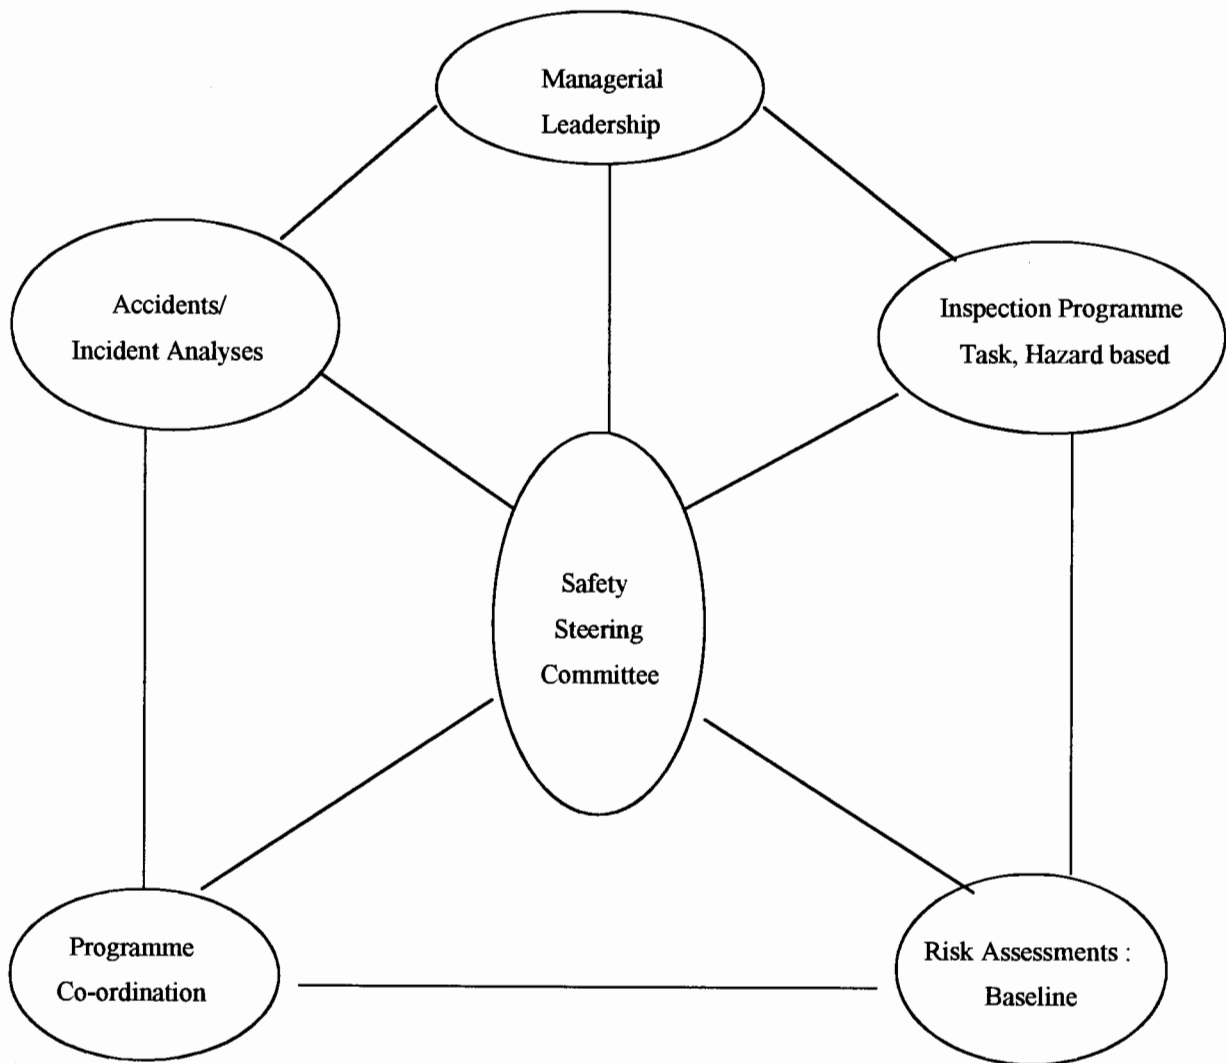 Managerial
Leadership
Accidents/
Incident Analyses
Inspection Programme
Task, Hazard based
Safety
Steering
Committee
Programme
Co-ordination
Risk Assessments :
Baseline